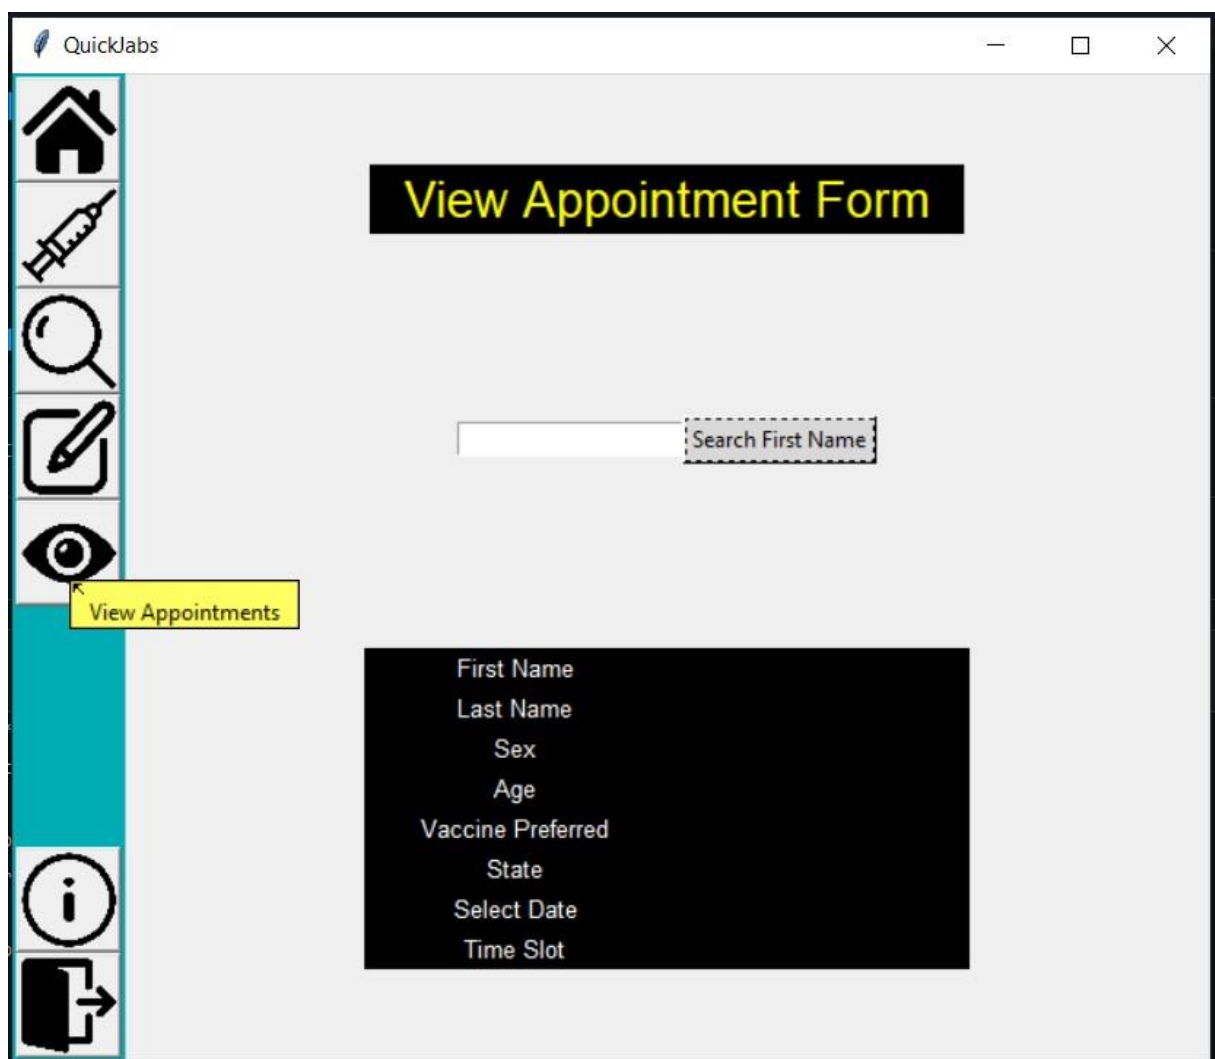 QuickJabs
View Appointment Form
Search First Name
View Appointments
First Name
Last Name
Sex
Age
Vaccine Preferred
State
Select Date
Time Slot